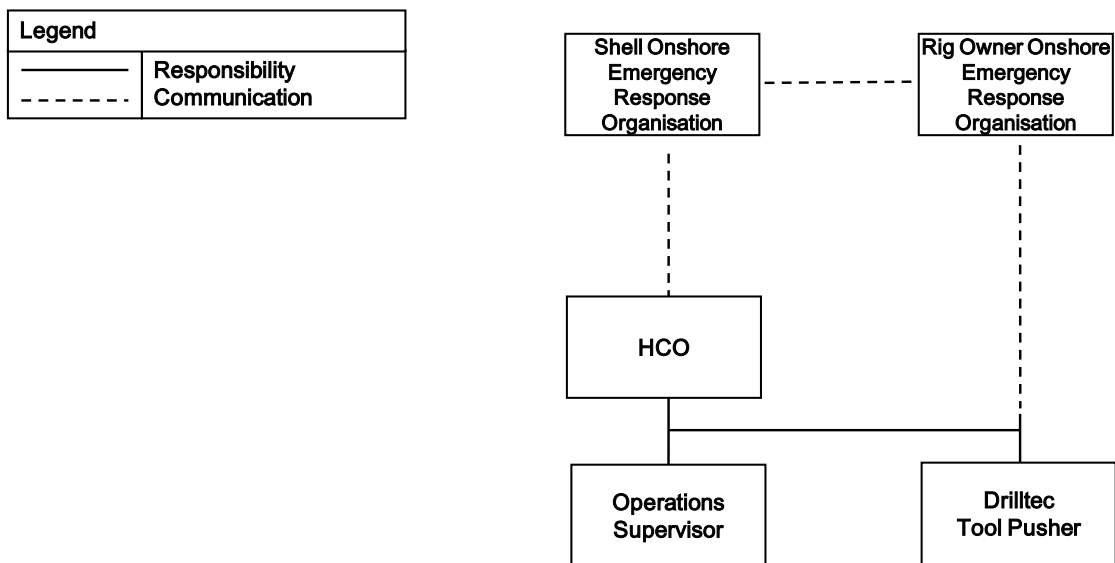 Legend
Responsibility
Communication
Shell Onshore
Emergency
Response
Organisation
Rig Owner Onshore
Emergency
Response
Organisation
HCO
Operations
Supervisor
Drilltec
Tool Pusher